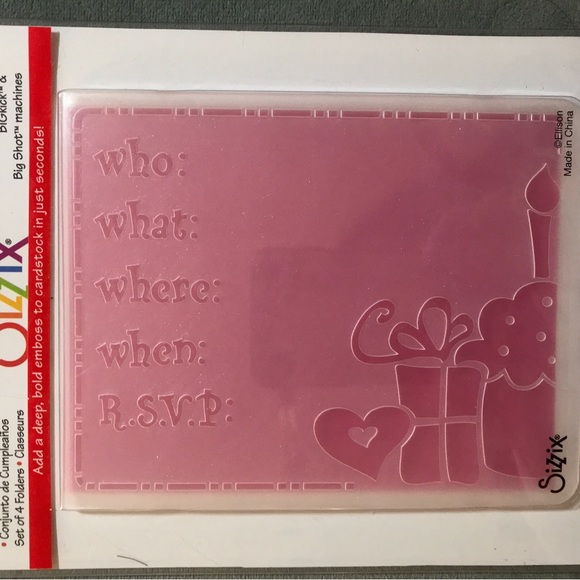 who:
what:
where:
when:
R.S.V.P.:
©Ellison
Made in China
Sizzix
BIGkick™ &
Big Shot™ machines
Sizzix®
• Conjunto de Cumpleaños
Set of 4 Folders • Classeurs
Add a deep, bold emboss to cardstock in just seconds!